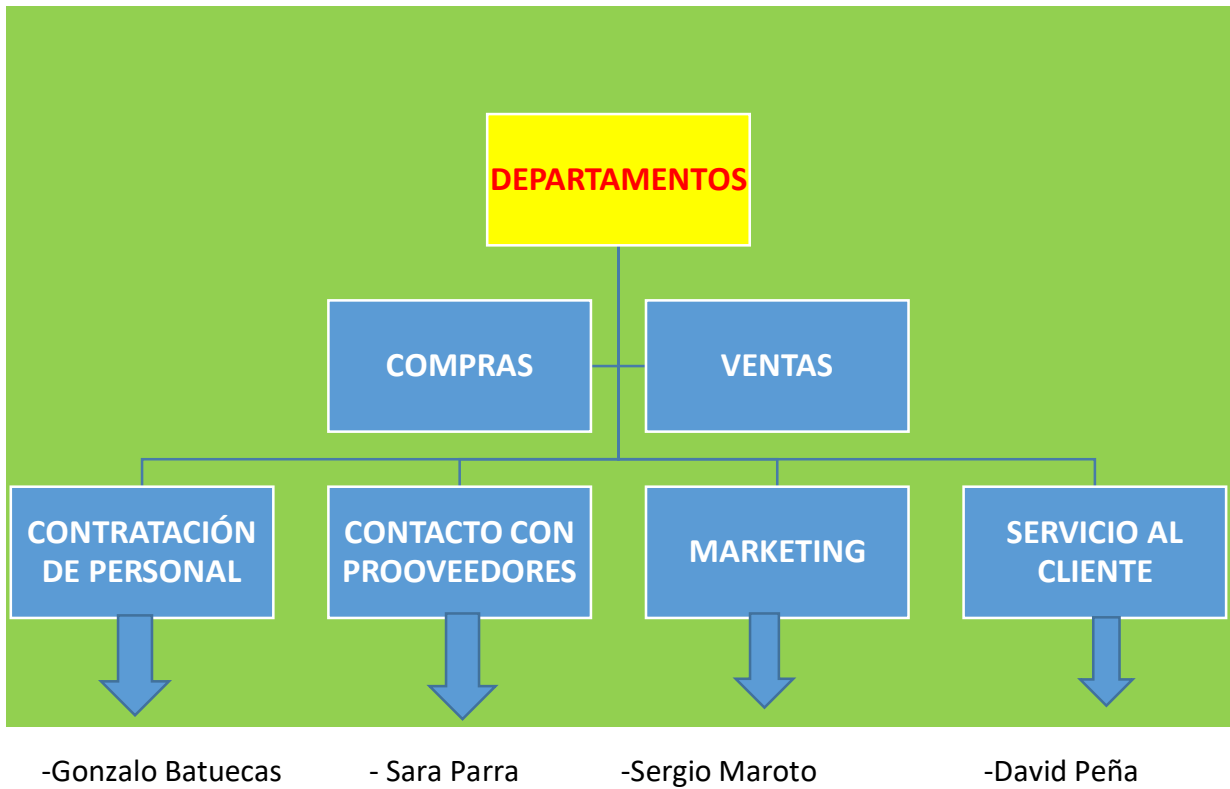 DEPARTAMENTOS
COMPRAS
VENTAS
CONTRATACIÓN
DE PERSONAL
CONTACTO CON
PROOVEEDORES
MARKETING
SERVICIO AL
CLIENTE
-Gonzalo Batuecas
- Sara Parra
-Sergio Maroto
-David Peña